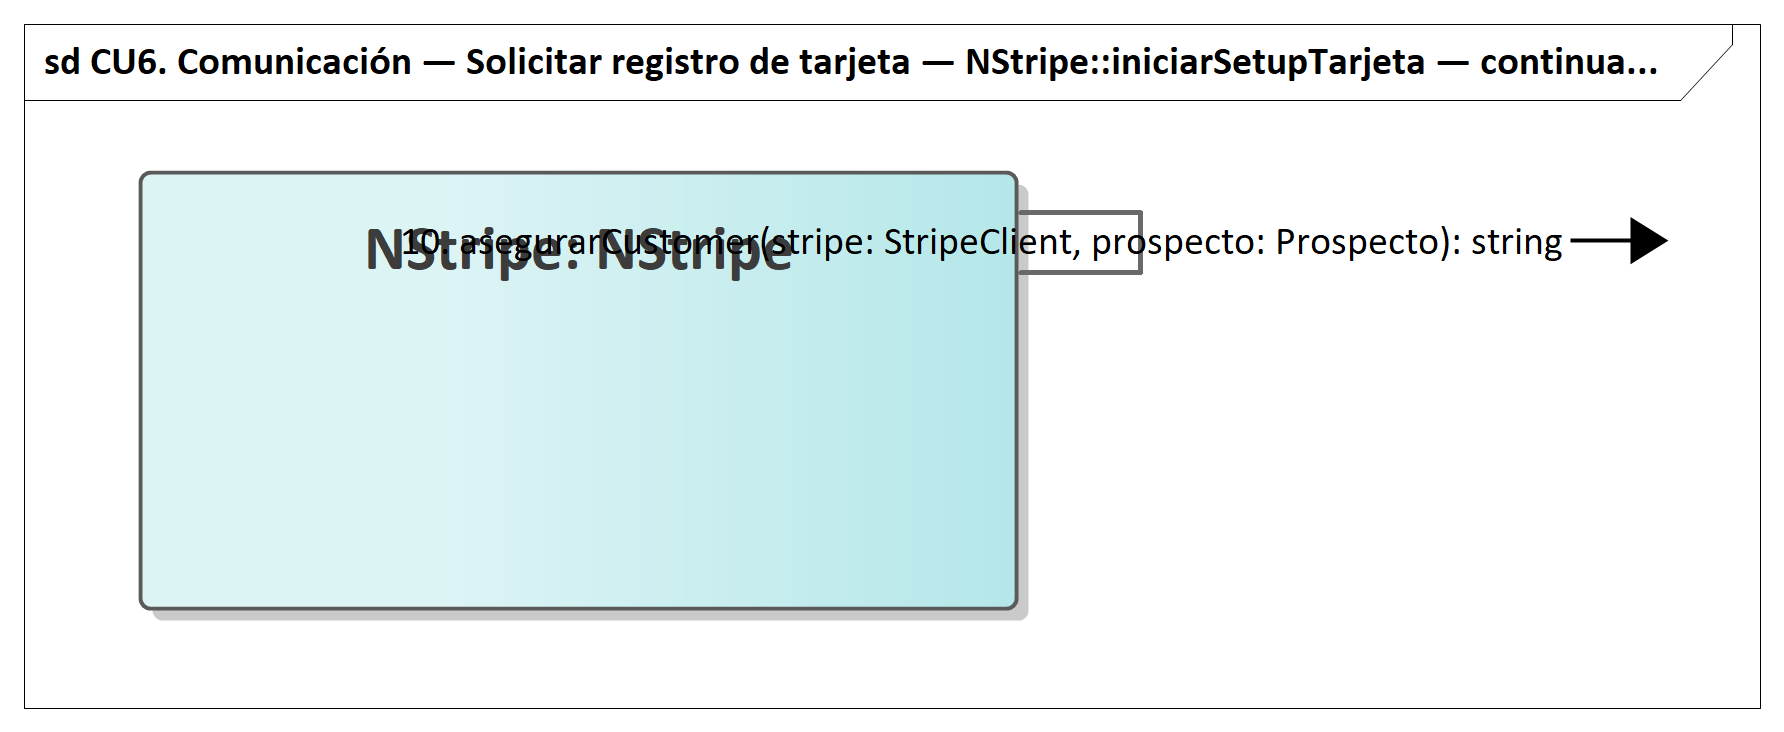 sd CU6. Comunicación — Solicitar registro de tarjeta — NStripe::iniciarSetupTarjeta — continua...
NStripe: NStripe
10: asegurarCustomer(stripe: StripeClient, prospecto: Prospecto): string